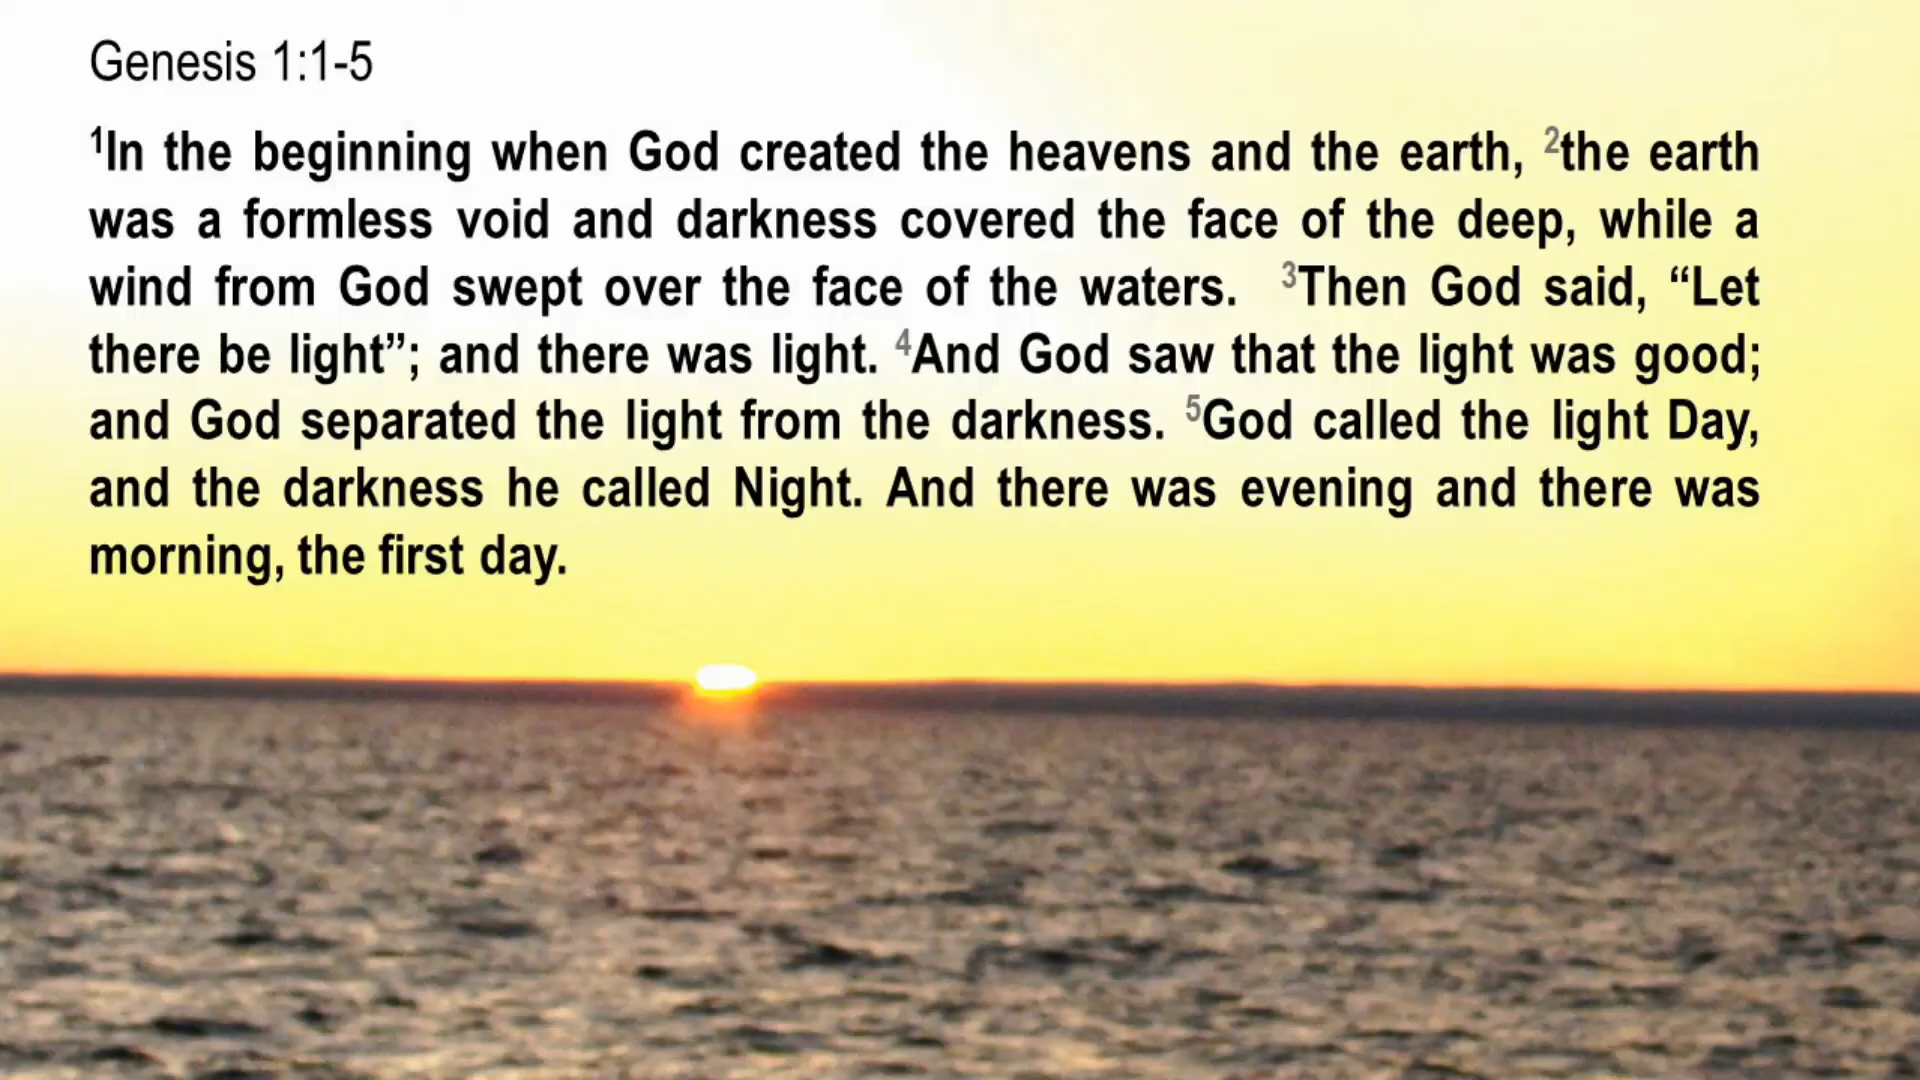 Genesis 1:1-5
¹In the beginning when God created the heavens and the earth, ²the earth
was a formless void and darkness covered the face of the deep, while a
wind from God swept over the face of the waters. ³Then God said, “Let
there be light”; and there was light. ⁴And God saw that the light was good;
and God separated the light from the darkness. ⁵God called the light Day,
and the darkness he called Night. And there was evening and there was
morning, the first day.